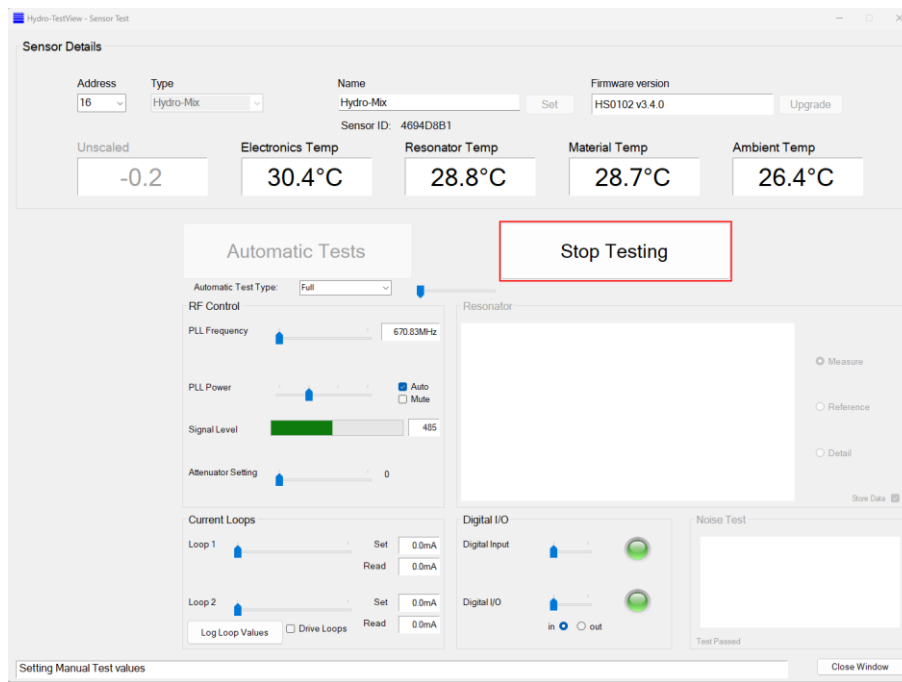 Hydro-TestView - Sensor Test
Sensor Details
Address Type Name Firmware version
16 Hydro-Mix Hydro-Mix Set HS0102 v3.4.0 Upgrade
Sensor ID: 4694D8B1
Unscaled Electronics Temp Resonator Temp Material Temp Ambient Temp
-0.2 30.4°C 28.8°C 28.7°C 26.4°C
Automatic Tests Stop Testing
Automatic Test Type: Full
RF Control Resonator
PLL Frequency 670.83MHz
Measure
PLL Power Auto
Mute
Reference
Signal Level 485
Detail
Attenuator Setting 0
Store Data
Current Loops Digital I/O Noise Test
Loop 1 Set 0.0mA Digital Input
Read 0.0mA
Loop 2 Set 0.0mA Digital I/O
Log Loop Values Drive Loops Read 0.0mA in out
Test Passed
Setting Manual Test values Close Window